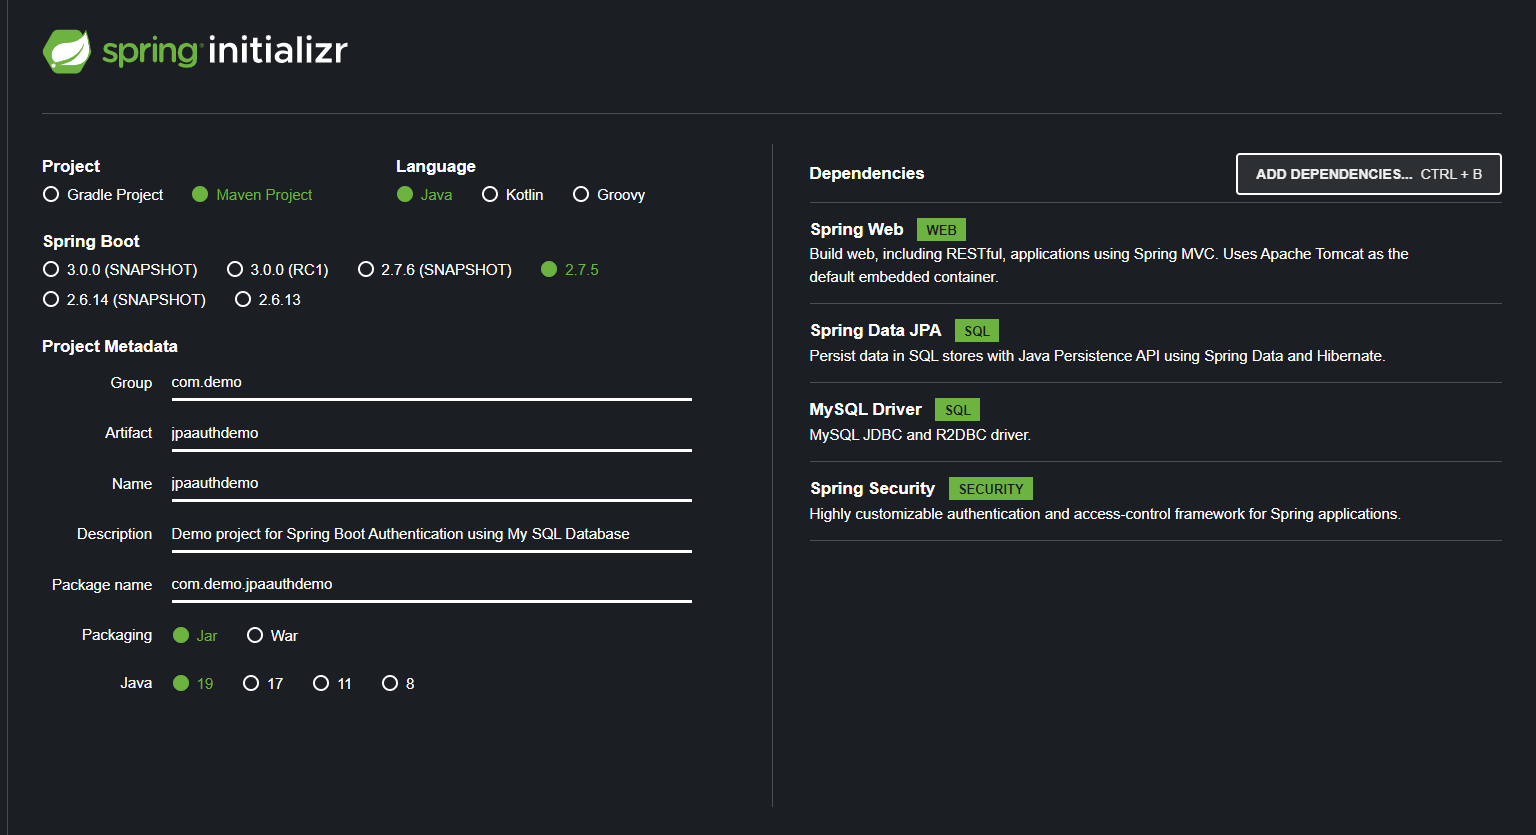 spring initializr
Project
Gradle Project Maven Project
Language
Java Kotlin Groovy
Spring Boot
3.0.0 (SNAPSHOT) 3.0.0 (RC1) 2.7.6 (SNAPSHOT) 2.7.5
2.6.14 (SNAPSHOT) 2.6.13
Project Metadata
Group com.demo
Artifact jpaauthdemo
Name jpaauthdemo
Description Demo project for Spring Boot Authentication using My SQL Database
Package name com.demo.jpaauthdemo
Packaging Jar War
Java 19 17 11 8
Dependencies
ADD DEPENDENCIES... CTRL + B
Spring Web WEB
Build web, including RESTful, applications using Spring MVC. Uses Apache Tomcat as the
default embedded container.
Spring Data JPA SQL
Persist data in SQL stores with Java Persistence API using Spring Data and Hibernate.
MySQL Driver SQL
MySQL JDBC and R2DBC driver.
Spring Security SECURITY
Highly customizable authentication and access-control framework for Spring applications.